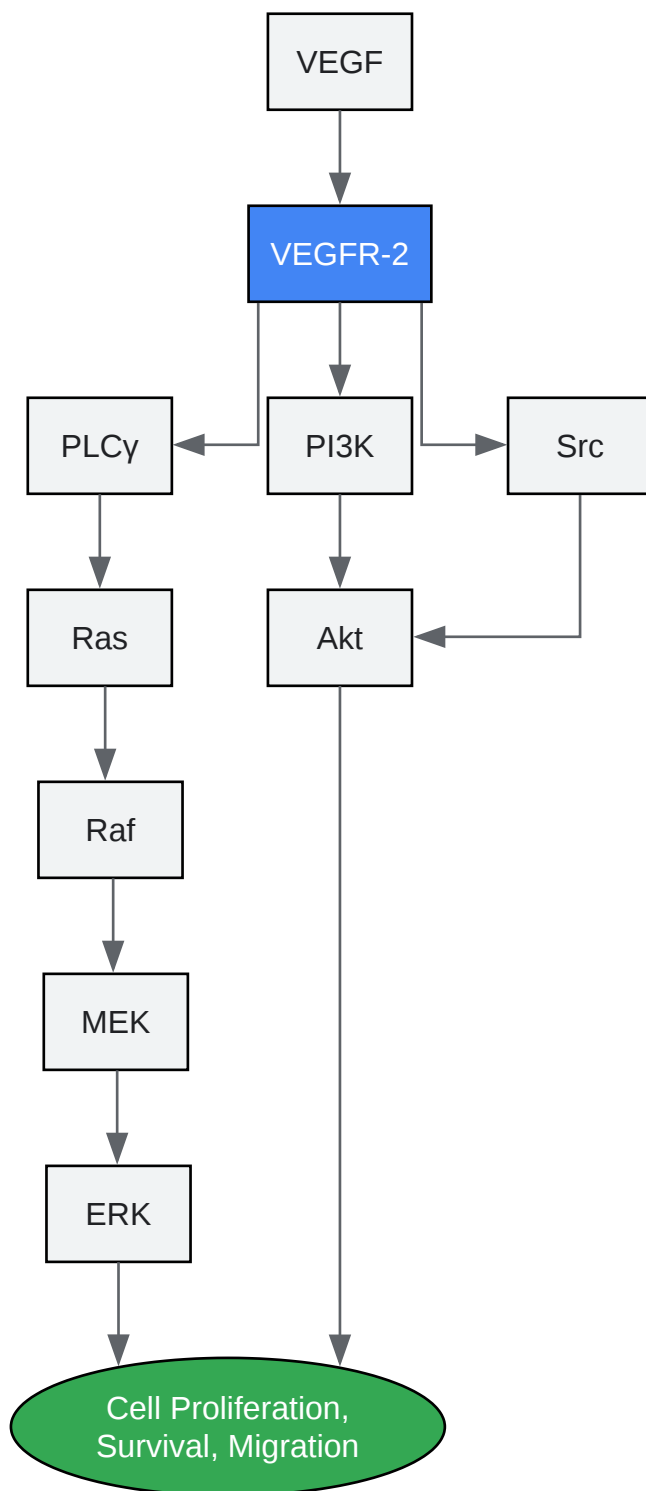 VEGF
VEGFR-2
PLCγ
PI3K
Src
Ras
Akt
Raf
MEK
ERK
Cell Proliferation,
Survival, Migration